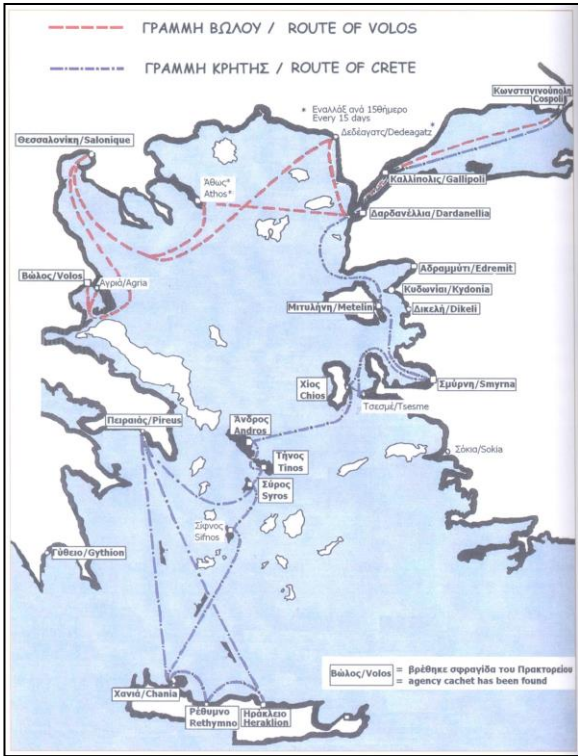 ΓΡΑΜΜΗ ΒΩΛΟΥ / ROUTE OF VOLOS
ΓΡΑΜΜΗ ΚΡΗΤΗΣ / ROUTE OF CRETE
Κωνσταντινούπολη
Cospoli
* Εναλλάξ ανά 15θήμερο
Every 15 days
Δεδέαγατς/Dedeagatz *
Θεσσαλονίκη/Salonique
Καλλίπολις/Gallipoli
Άθως*
Athos*
Δαρδανέλλια/Dardanellia
Βώλος/Volos
Αγριά/Agria
Αδραμμύτι/Edremit
Κυδωνίαι/Kydonia
Μιτυλήνη/Metelin
Δικελή/Dikeli
Χίος
Chios
Σμύρνη/Smyrna
Τσεσμέ/Tsesme
Πειραιάς/Pireus
Άνδρος
Andros
Τήνος
Tinos
Σόκια/Sokia
Σύρος
Syros
Σίφνος
Sifnos
Γύθειο/Gythion
Βώλος/Volos = βρέθηκε σφραγίδα του Πρακτορείου
= agency cachet has been found
Χανιά/Chania
Ρέθυμνο
Rethymno
Ηράκλειο
Heraklion